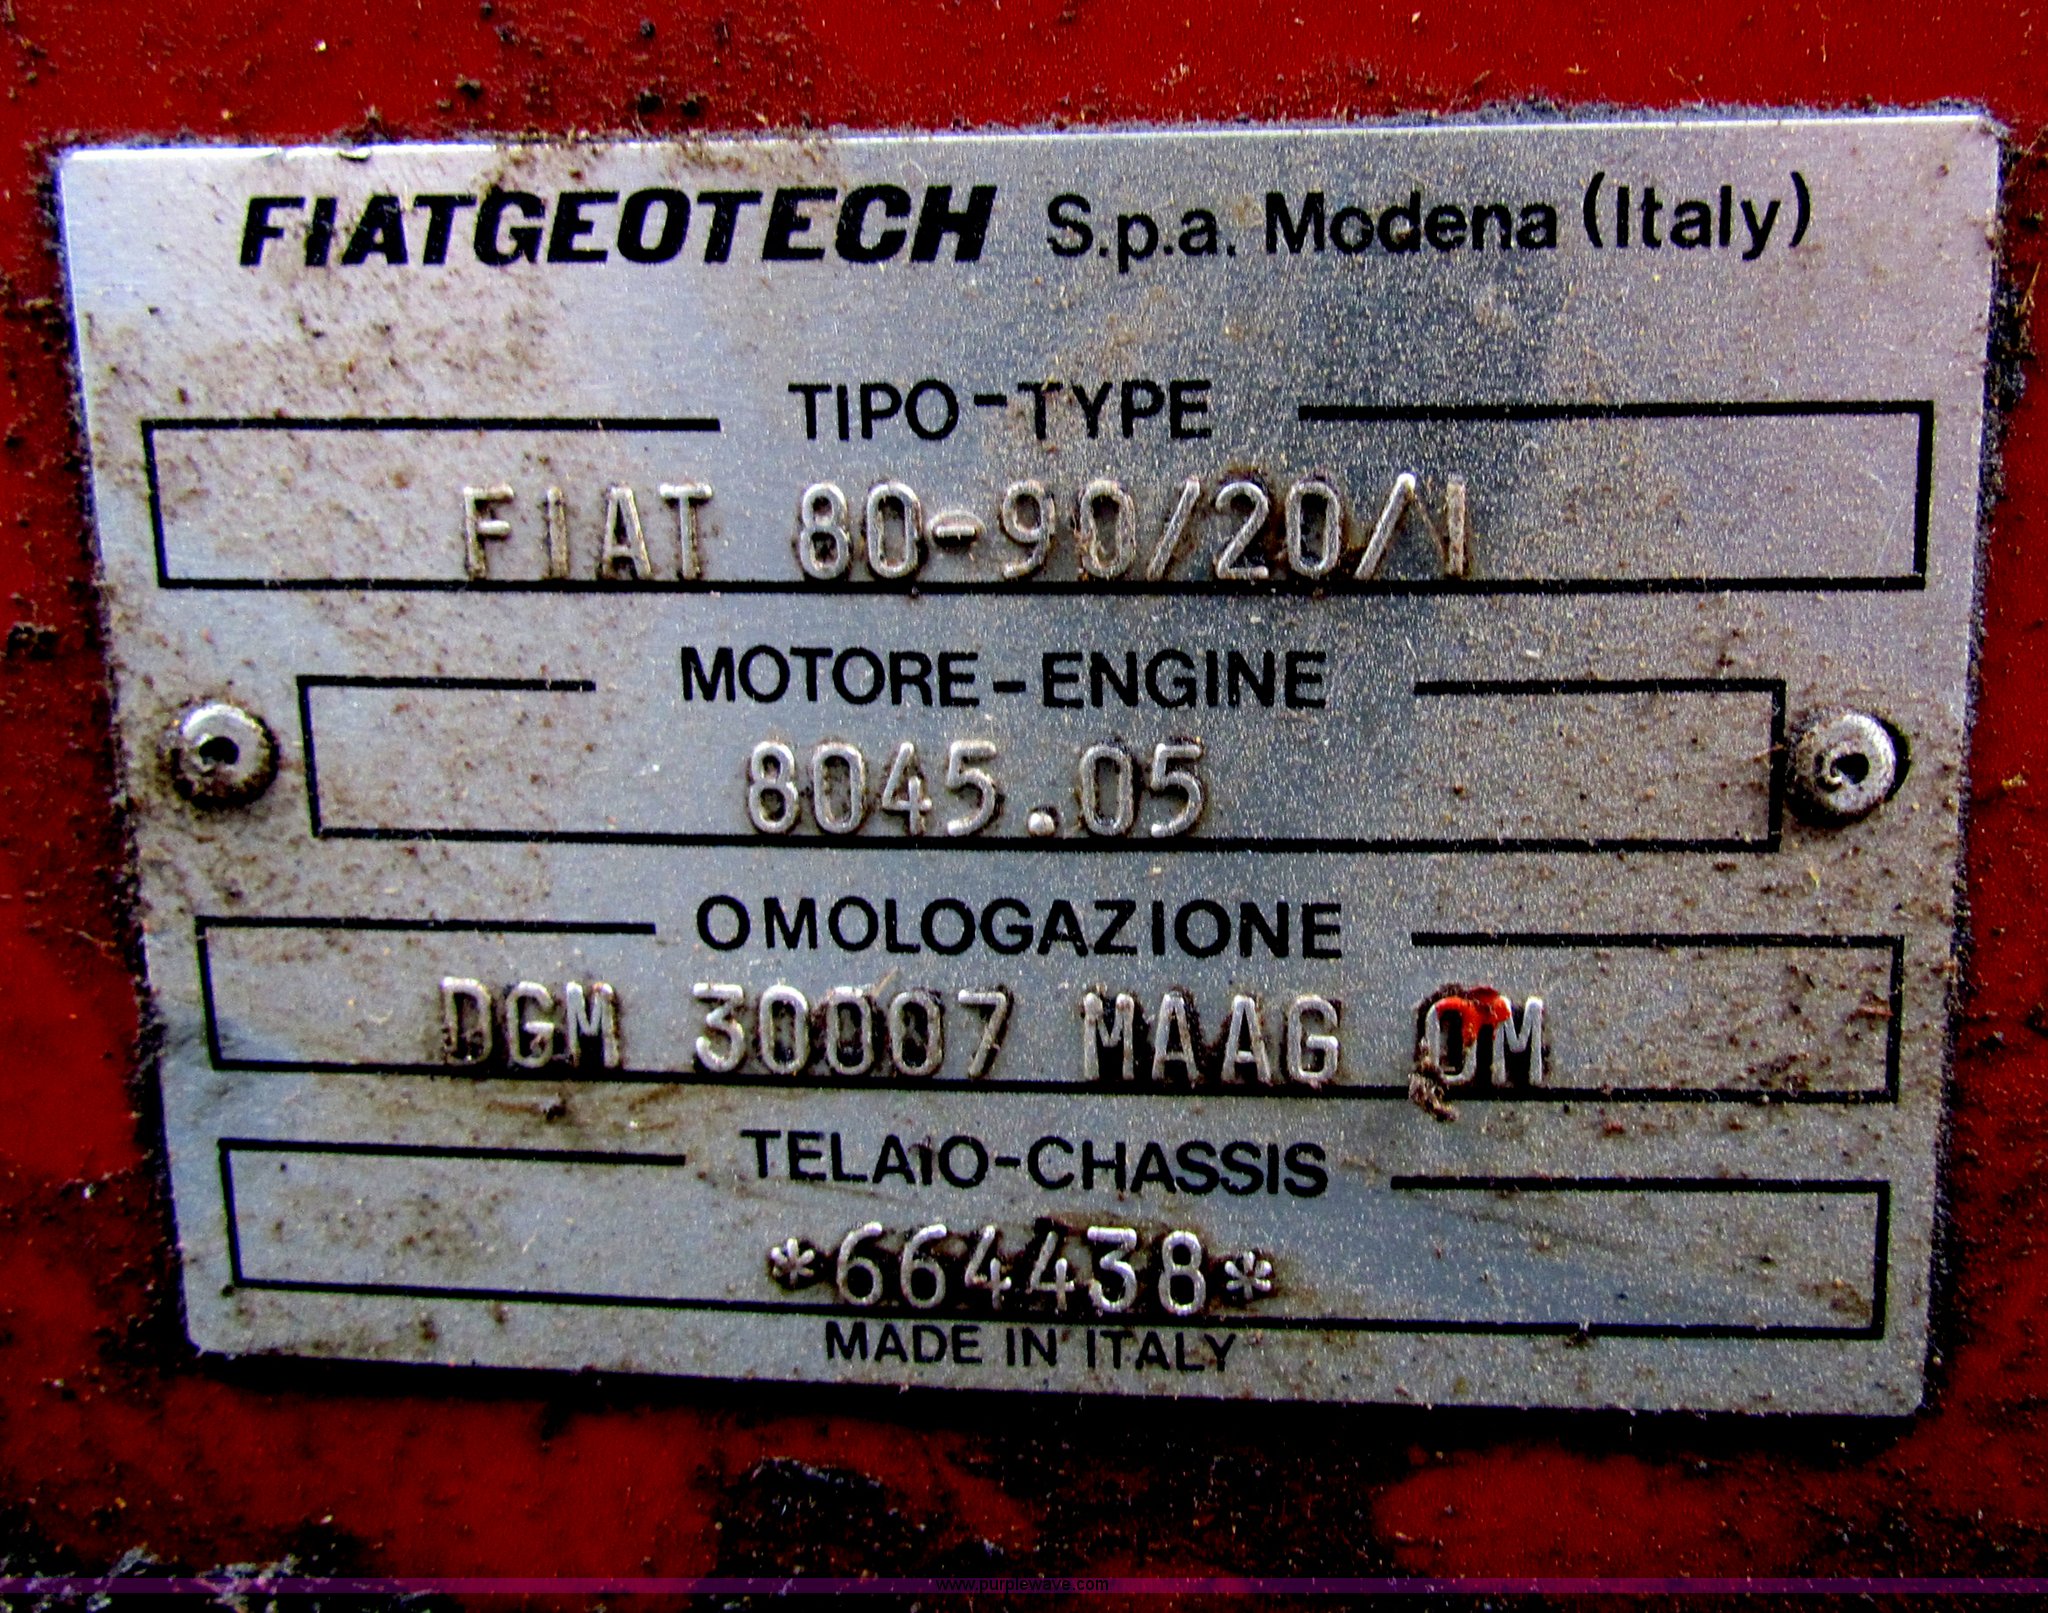 FIATGEOTECH S.p.a. Modena (Italy)
TIPO-TYPE
FIAT 80-90/20/1
MOTORE-ENGINE
8045.05
OMOLOGAZIONE
DGM 30007 MAAG OM
TELAIO-CHASSIS
*664438*
MADE IN ITALY
www.purplewave.com